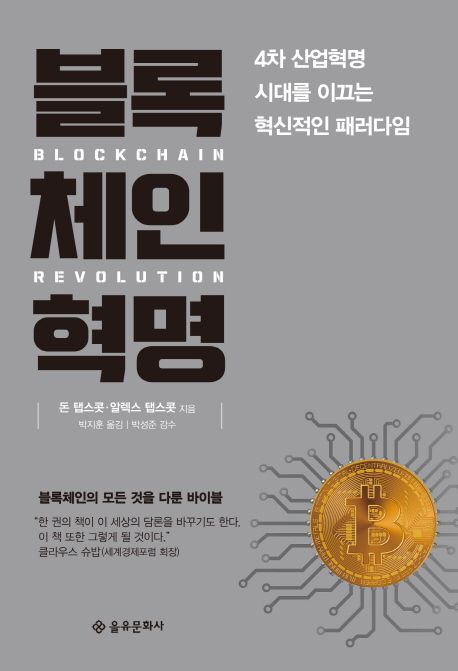 블록
BLOCKCHAIN
체인
REVOLUTION
혁명
4차 산업혁명
시대를 이끄는
혁신적인 패러다임
돈 탭스콧·알렉스 탭스콧 지음
박지훈 옮김 | 박성준 감수
블록체인의 모든 것을 다룬 바이블
“한 권의 책이 이 세상의 담론을 바꾸기도 한다.
이 책 또한 그렇게 될 것이다.”
클라우스 슈밥(세계경제포럼 회장)
DECENTRALIZED
을유문화사